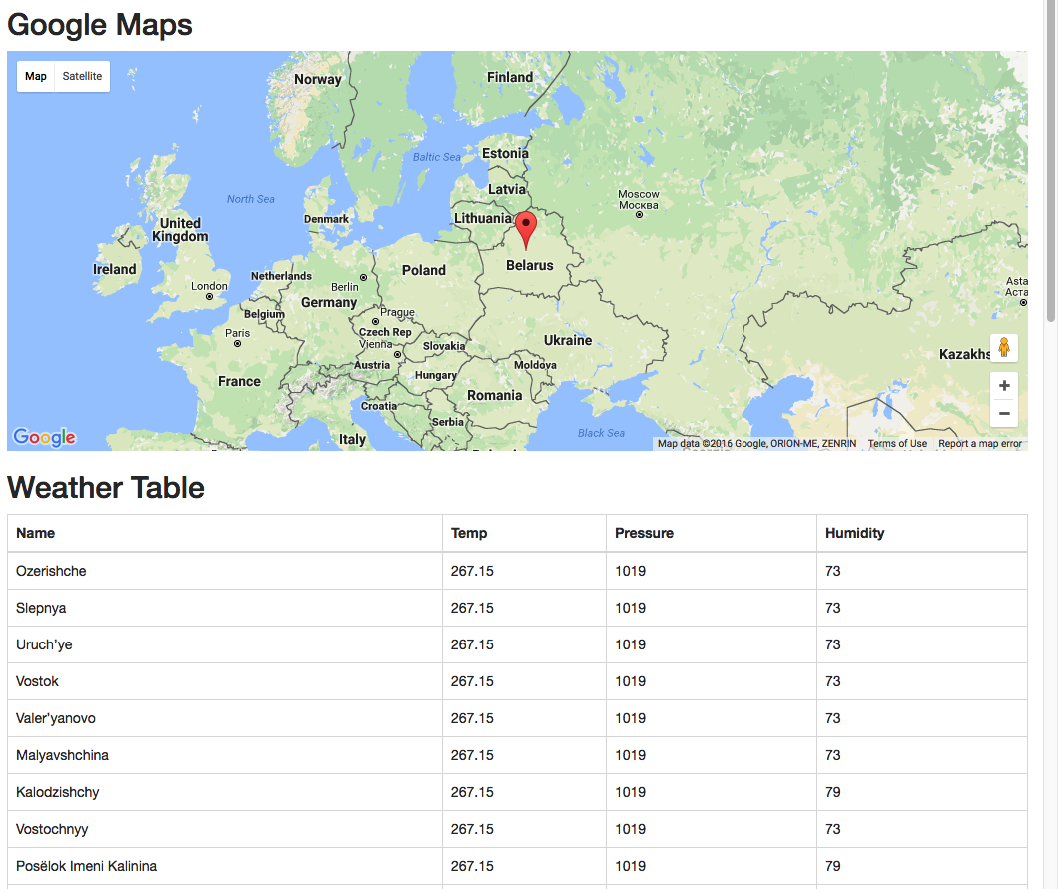 Google Maps
Map Satellite
Norway
Finland
Baltic Sea
Estonia
North Sea
Latvia
Moscow
Москва
Denmark
Lithuania
United
Kingdom
Ireland
Belarus
Netherlands
Poland
London
Berlin
Germany
Belgium
Prague
Paris
Czech Rep
Vienna
Slovakia
Ukraine
Austria
Moldova
Hungary
France
Romania
Croatia
Serbia
Italy
Black Sea
Kazakhs
Asta
Аста
+
−
Google
Map data ©2016 Google, ORION-ME, ZENRIN Terms of Use Report a map error
Weather Table
Name Temp Pressure Humidity
Ozerishche 267.15 1019 73
Slepnya 267.15 1019 73
Uruch'ye 267.15 1019 73
Vostok 267.15 1019 73
Valer'yanovo 267.15 1019 73
Malyavshchina 267.15 1019 73
Kalodzishchy 267.15 1019 79
Vostochnyy 267.15 1019 73
Posëlok Imeni Kalinina 267.15 1019 79